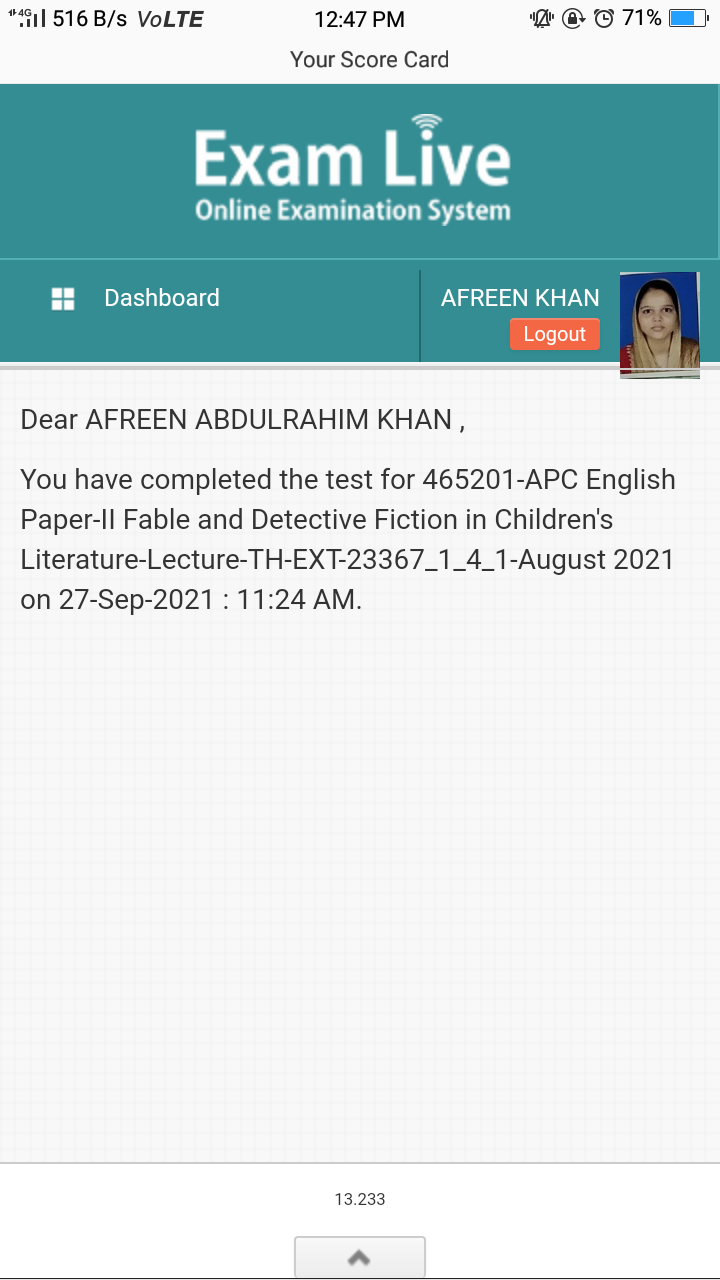 4G 516 B/s VoLTE 12:47 PM 71%
Your Score Card
Exam Live
Online Examination System
Dashboard AFREEN KHAN
Logout
Dear AFREEN ABDULRAHIM KHAN ,
You have completed the test for 465201-APC English
Paper-II Fable and Detective Fiction in Children's
Literature-Lecture-TH-EXT-23367_1_4_1-August 2021
on 27-Sep-2021 : 11:24 AM.
13.233